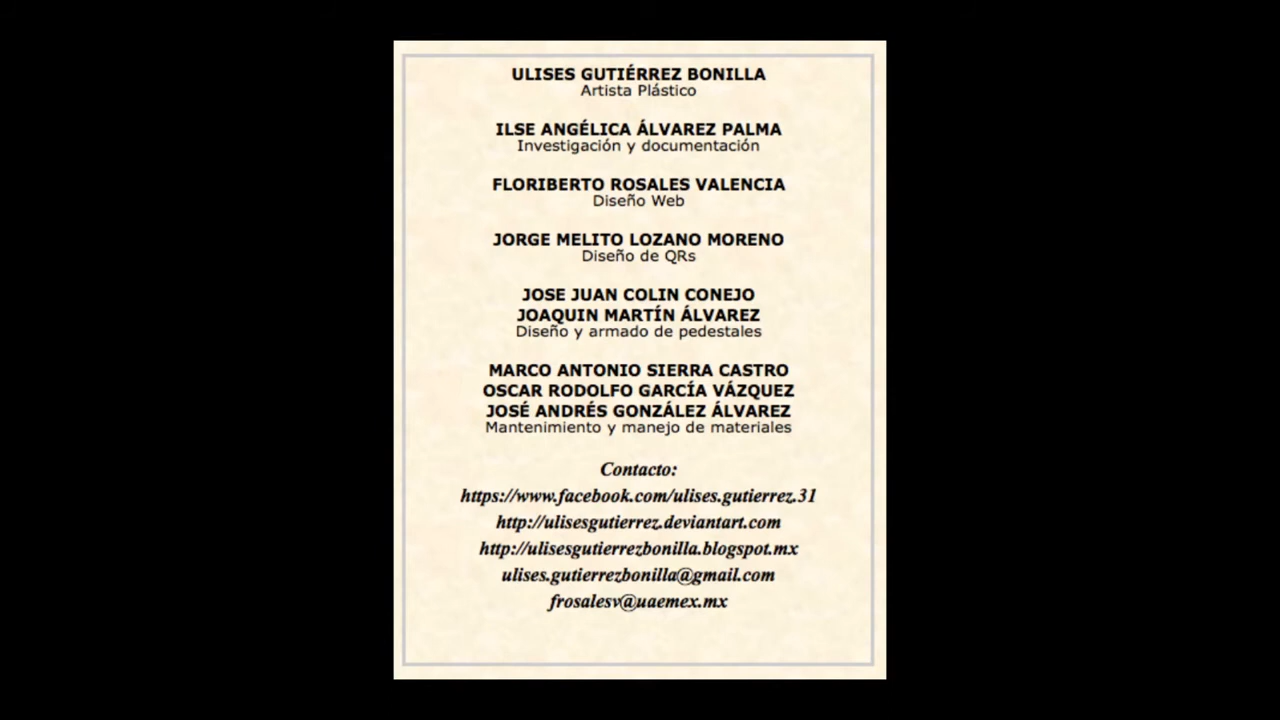 ULISES GUTIÉRREZ BONILLA
Artista Plástico
ILSE ANGÉLICA ÁLVAREZ PALMA
Investigación y documentación
FLORIBERTO ROSALES VALENCIA
Diseño Web
JORGE MELITO LOZANO MORENO
Diseño de QRs
JOSE JUAN COLIN CONEJO
JOAQUIN MARTÍN ÁLVAREZ
Diseño y armado de pedestales
MARCO ANTONIO SIERRA CASTRO
OSCAR RODOLFO GARCÍA VÁZQUEZ
JOSÉ ANDRÉS GONZÁLEZ ÁLVAREZ
Mantenimiento y manejo de materiales
Contacto:
https://www.facebook.com/ulises.gutierrez.31
http://ulisesgutierrez.deviantart.com
http://ulisesgutierrezbonilla.blogspot.mx
ulises.gutierrezbonilla@gmail.com
frosalesv@uaemex.mx